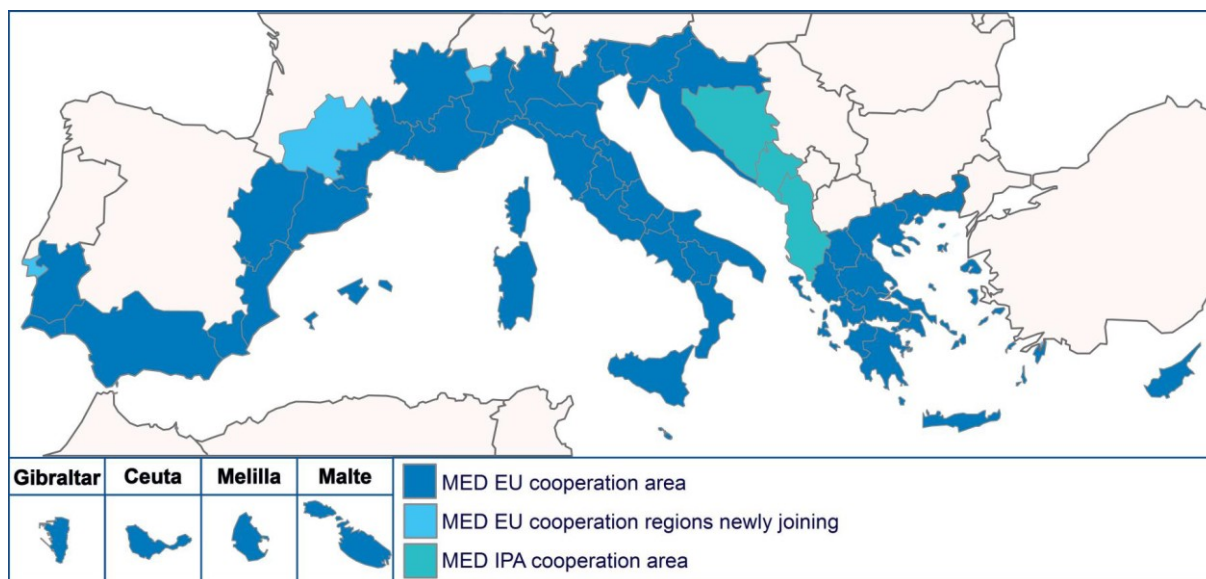 Gibraltar
Ceuta
Melilla
Malte
MED EU cooperation area
MED EU cooperation regions newly joining
MED IPA cooperation area